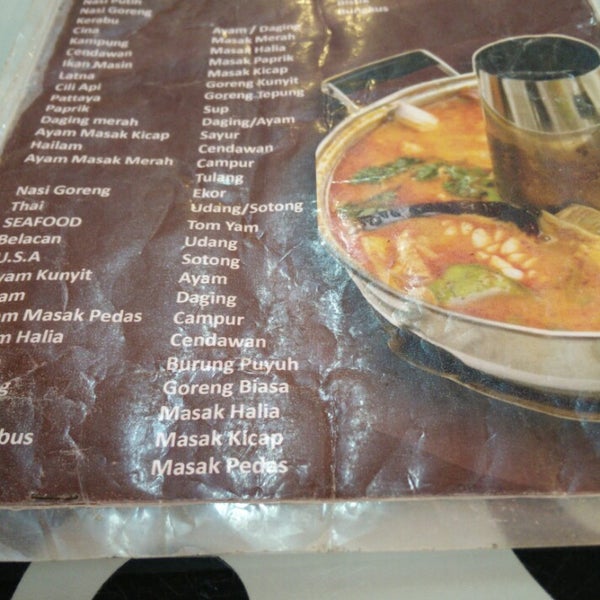 Nasi Putih
Nasi Goreng
Kerabu
Cina
Kampung
Cendawan
Ikan Masin
Latna
Cili Api
Pattaya
Paprik
Daging merah
Ayam Masak Kicap
Hailam
Ayam Masak Merah
Nasi Goreng
Thai
SEAFOOD
Belacan
U.S.A
Ayam Kunyit
Masak Pedas
Halia
Ayam / Daging
Masak Merah
Masak Halia
Masak Paprik
Masak Kicap
Goreng Kunyit
Goreng Tepung
Sup
Daging/Ayam
Sayur
Cendawan
Campur
Tulang
Ekor
Udang/Sotong
Tom Yam
Udang
Sotong
Ayam
Daging
Campur
Cendawan
Burung Puyuh
Goreng Biasa
Masak Halia
Masak Kicap
Masak Pedas